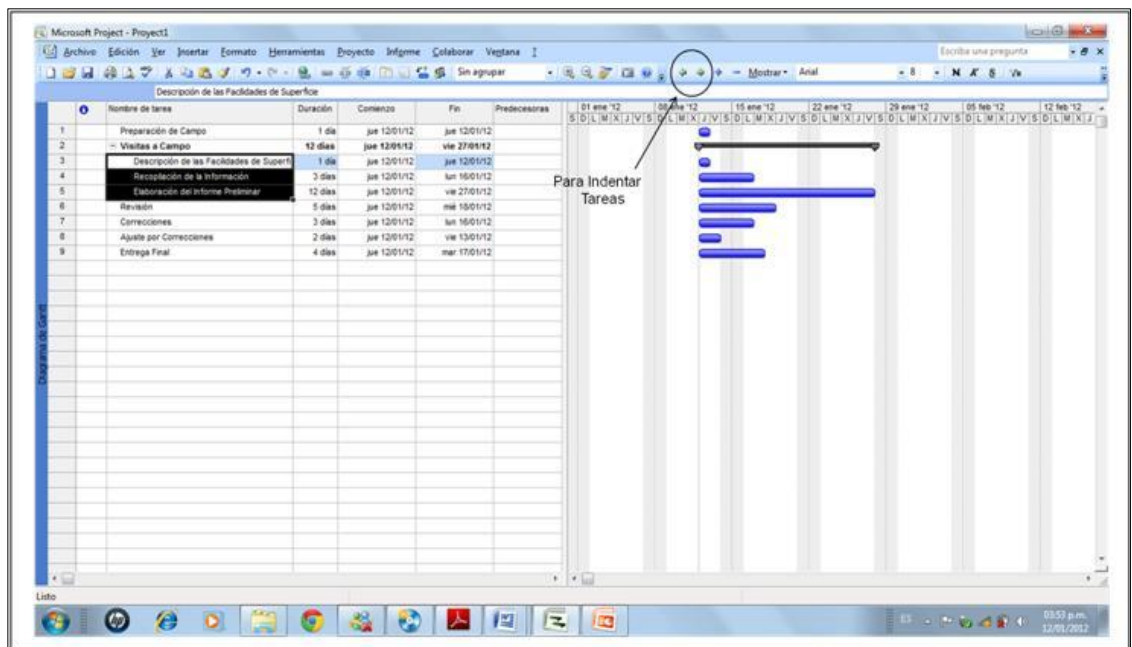 Microsoft Project - Proyect1
Archivo Edición Ver Insertar Formato Herramientas Proyecto Informe Colaborar Ventana ?
Escriba una pregunta
Sin agrupar
Mostrar
Arial
8
N K S
Descripción de las Facilidades de Superficie
Nombre de tarea Duración Comienzo Fin Predecesoras
01 ene '12 08 ene '12 15 ene '12 22 ene '12 29 ene '12 05 feb '12 12 feb '12
S D L M X J V S D L M X J V S D L M X J V S D L M X J V S D L M X J V S D L M X J V S D L M X J
1 Preparación de Campo 1 día jue 12/01/12 jue 12/01/12
2 Visitas a Campo 12 días jue 12/01/12 vie 27/01/12
3 Descripción de las Facilidades de Superfi 1 día jue 12/01/12 jue 12/01/12
4 Recopilación de la Información 3 días jue 12/01/12 lun 16/01/12
5 Elaboración del Informe Preliminar 12 días jue 12/01/12 vie 27/01/12
6 Revisión 5 días jue 12/01/12 mié 18/01/12
7 Correcciones 3 días jue 12/01/12 lun 16/01/12
8 Ajuste por Correcciones 2 días jue 12/01/12 vie 13/01/12
9 Entrega Final 4 días jue 12/01/12 mar 17/01/12
Para Indentar
Tareas
Diagrama de Gantt
Listo
ES
03:53 p.m.
12/01/2012